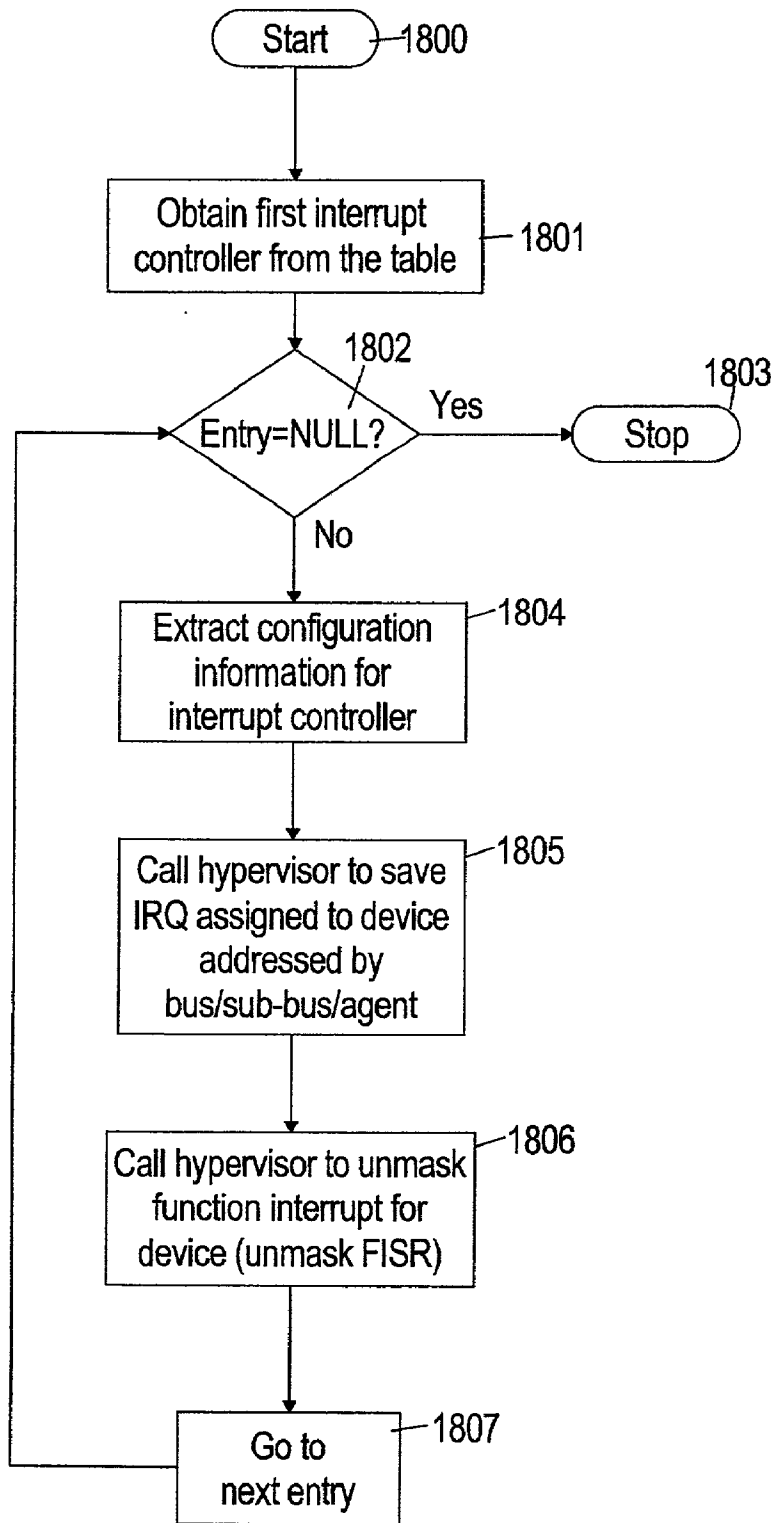 Start
1800
Obtain first interrupt
controller from the table
1801
1802
Entry=NULL?
Yes
1803
Stop
No
1804
Extract configuration
information for
interrupt controller
1805
Call hypervisor to save
IRQ assigned to device
addressed by
bus/sub-bus/agent
1806
Call hypervisor to unmask
function interrupt for
device (unmask FISR)
1807
Go to
next entry